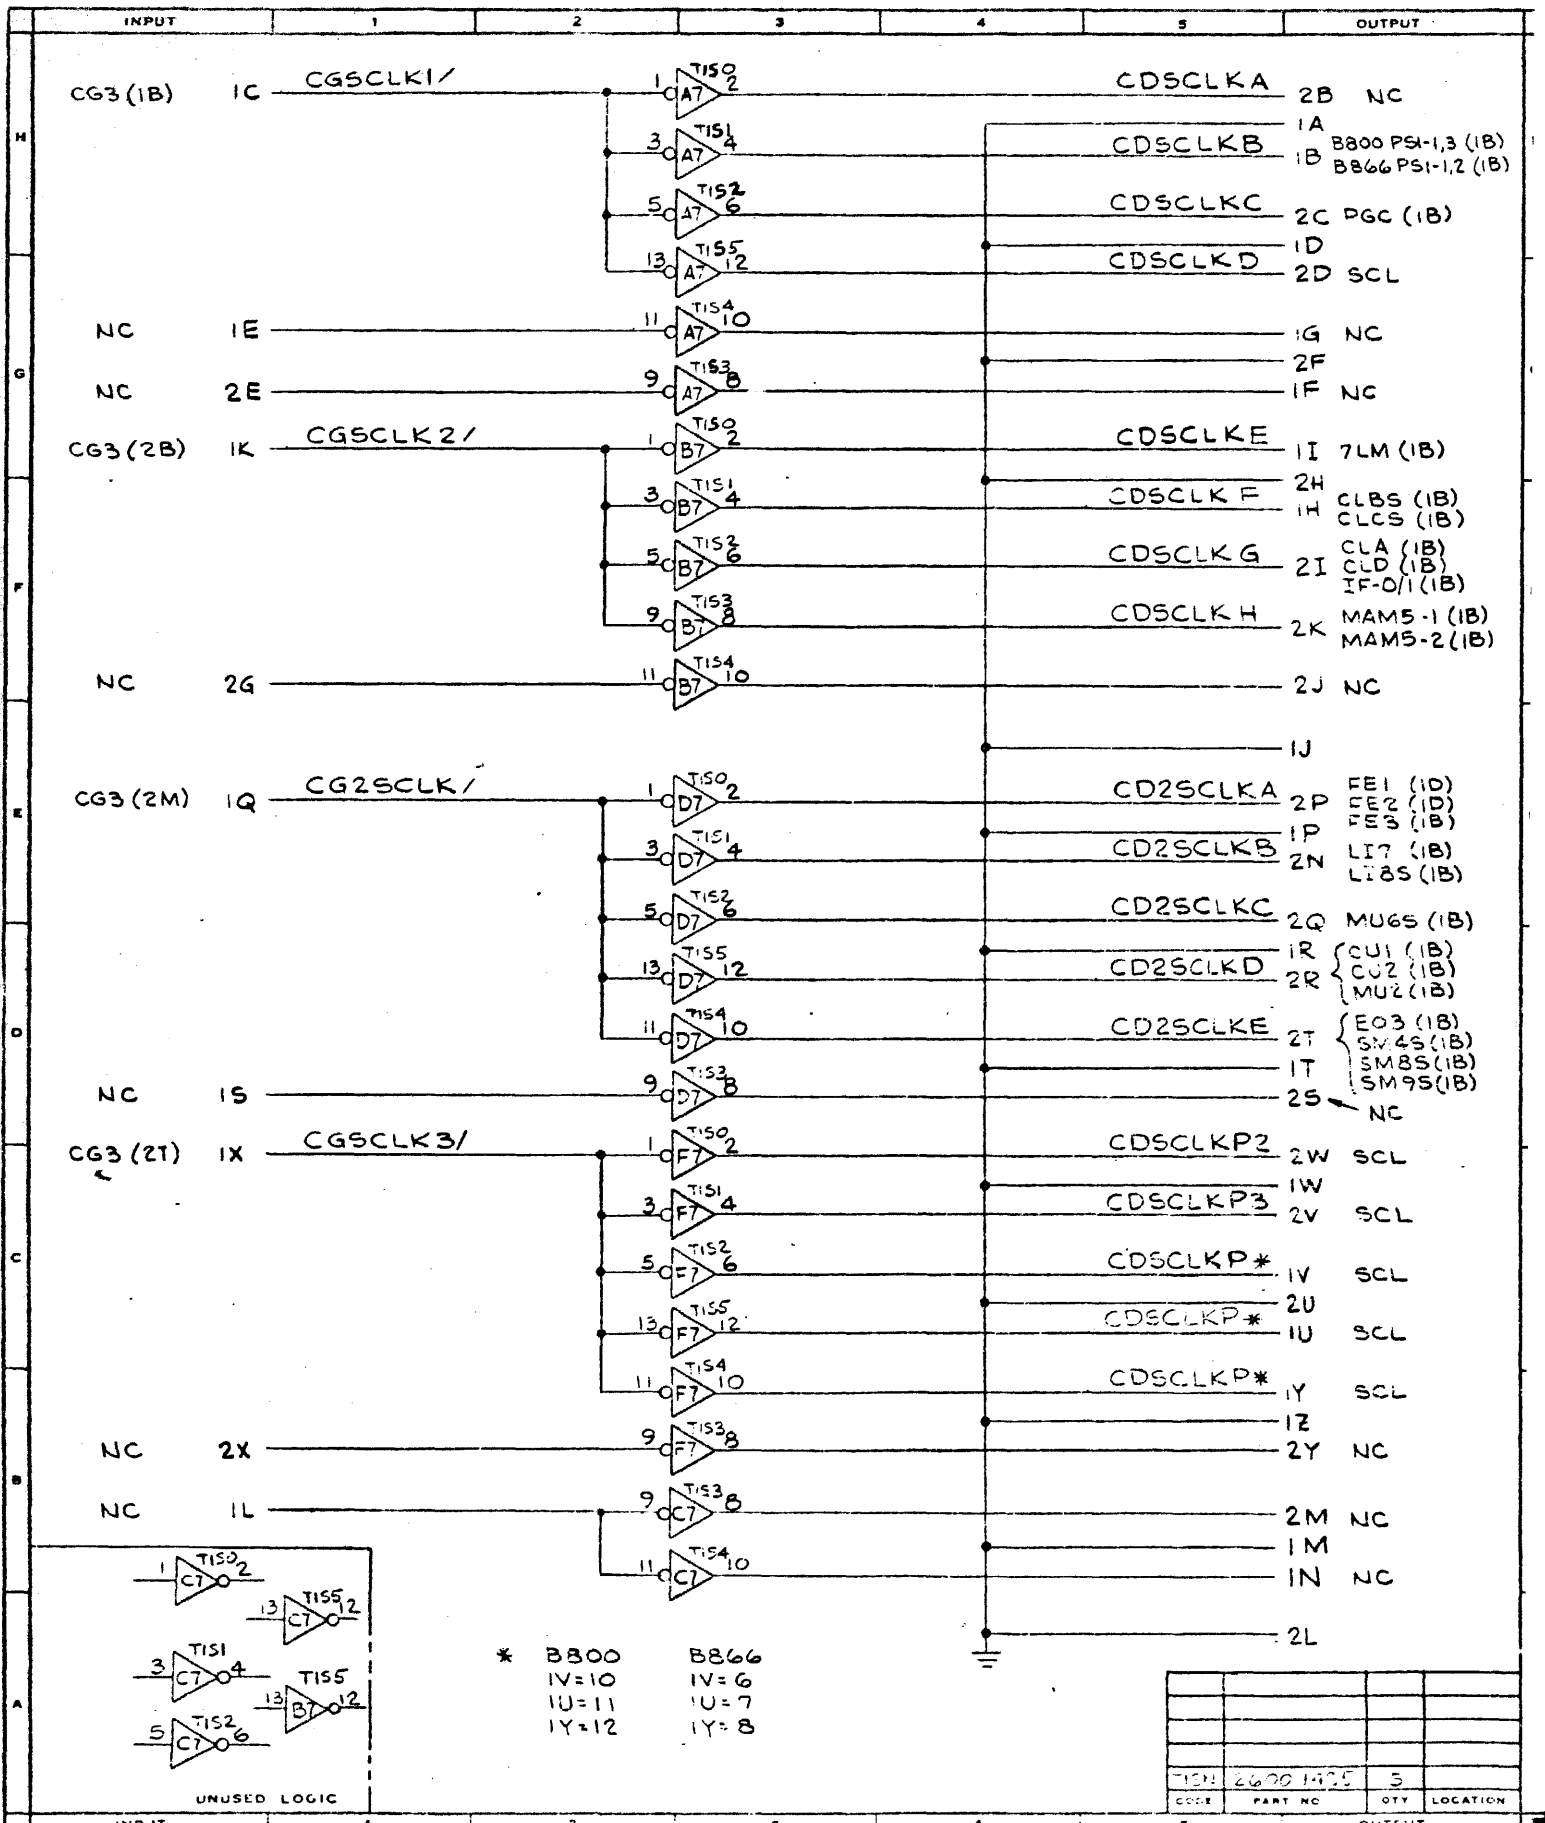 INPUT 1 2 3 4 5 OUTPUT
CG3 (1B) 1C CGSCLK1/ 1 TIS0 A7 2 CDSCLKA 2B NC
1A
H
3 TIS1 A7 4 CDSCLKB 1B B800 PS1-1,3 (1B)
B866 PS1-1,2 (1B)
5 TIS2 A7 6 CDSCLKC 2C PGC (1B)
1D
13 TIS5 A7 12 CDSCLKD 2D SCL
NC 1E 11 TIS4 A7 10 1G NC
2F
G
NC 2E 9 TIS3 A7 8 1F NC
CG3 (2B) 1K CGSCLK2/ 1 TIS0 B7 2 CDSCLKE 1I 7LM (1B)
2H
3 TIS1 B7 4 CDSCLKF 1H CLBS (1B)
CLCS (1B)
5 TIS2 B7 6 CDSCLKG 2I CLA (1B)
CLD (1B)
IF-0/1 (1B)
F
9 TIS3 B7 8 CDSCLKH 2K MAM5-1 (1B)
MAM5-2 (1B)
NC 2G 11 TIS4 B7 10 2J NC
1J
CG3 (2M) 1Q CG2SCLK/ 1 TIS0 D7 2 CD2SCLKA 2P FE1 (1D)
FE2 (1D)
FE3 (1B)
E
1P
3 TIS1 D7 4 CD2SCLKB 2N LI7 (1B)
LI8S (1B)
5 TIS2 D7 6 CD2SCLKC 2Q MU6S (1B)
1R
13 TIS5 D7 12 CD2SCLKD 2R CU1 (1B)
CU2 (1B)
MU2 (1B)
D
11 TIS4 D7 10 CD2SCLKE 2T EO3 (1B)
SM4S (1B)
SM8S (1B)
SM9S (1B)
1T
NC 1S 9 TIS3 D7 8 2S NC
CG3 (2T) 1X CGSCLK3/ 1 TIS0 F7 2 CDSCLKP2 2W SCL
1W
3 TIS1 F7 4 CDSCLKP3 2V SCL
C
5 TIS2 F7 6 CDSCLKP* 1V SCL
2U
13 TIS5 F7 12 CDSCLKP* 1U SCL
11 TIS4 F7 10 CDSCLKP* 1Y SCL
1Z
NC 2X 9 TIS3 F7 8 2Y NC
B
NC 1L 9 TIS3 C7 8 2M NC
1M
11 TIS4 C7 10 1N NC
2L
1 TIS0 C7 2
13 TIS5 C7 12
3 TIS1 C7 4
13 TIS5 B7 12
5 TIS2 C7 6
UNUSED LOGIC
A
* B800 B866
1V=10 1V=6
1U=11 1U=7
1Y=12 1Y=8
CODE PART NO QTY LOCATION